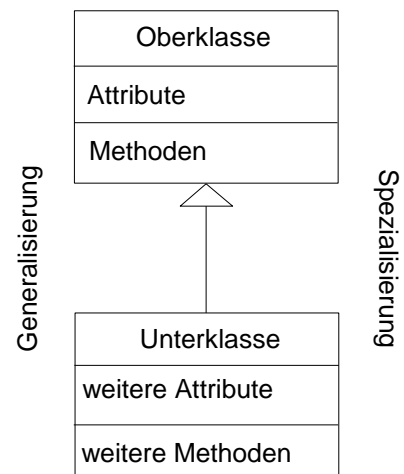 Oberklasse
Attribute
Methoden
Generalisierung
Spezialisierung
Unterklasse
weitere Attribute
weitere Methoden